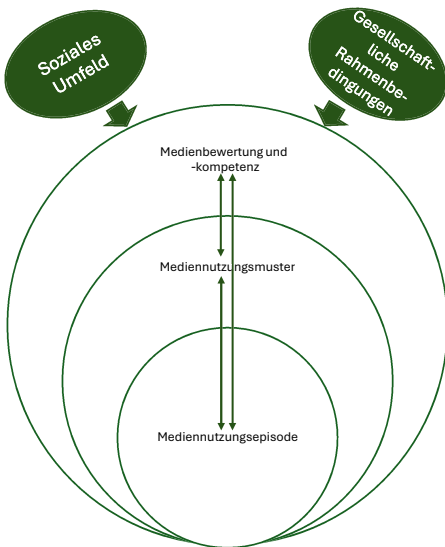 Soziales
Umfeld
Gesellschaft-
liche
Rahmenbe-
dingungen
Medienbewertung und
-kompetenz
Mediennutzungsmuster
Mediennutzungsepisode